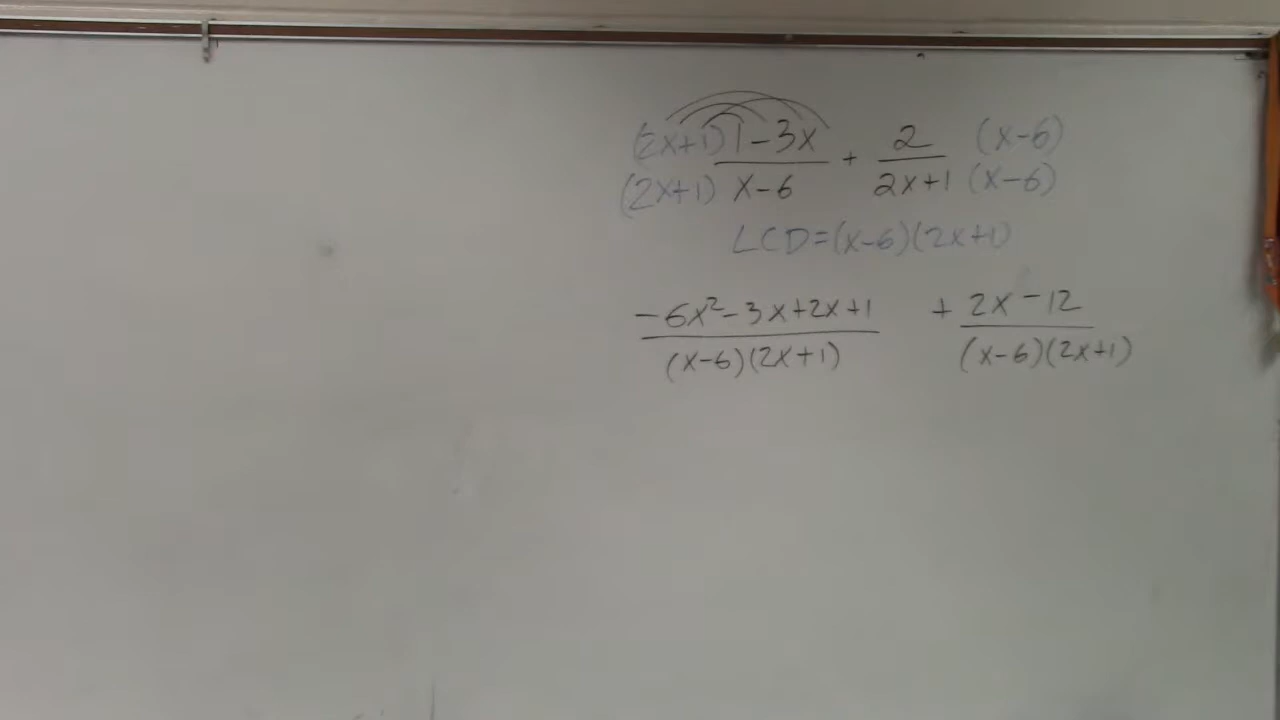 (2x+1) 1-3x + 2 (x-6)
(2x+1) x-6 2x+1 (x-6)
LCD=(x-6)(2x+1)
-6x²-3x+2x+1 + 2x-12
(x-6)(2x+1) (x-6)(2x+1)